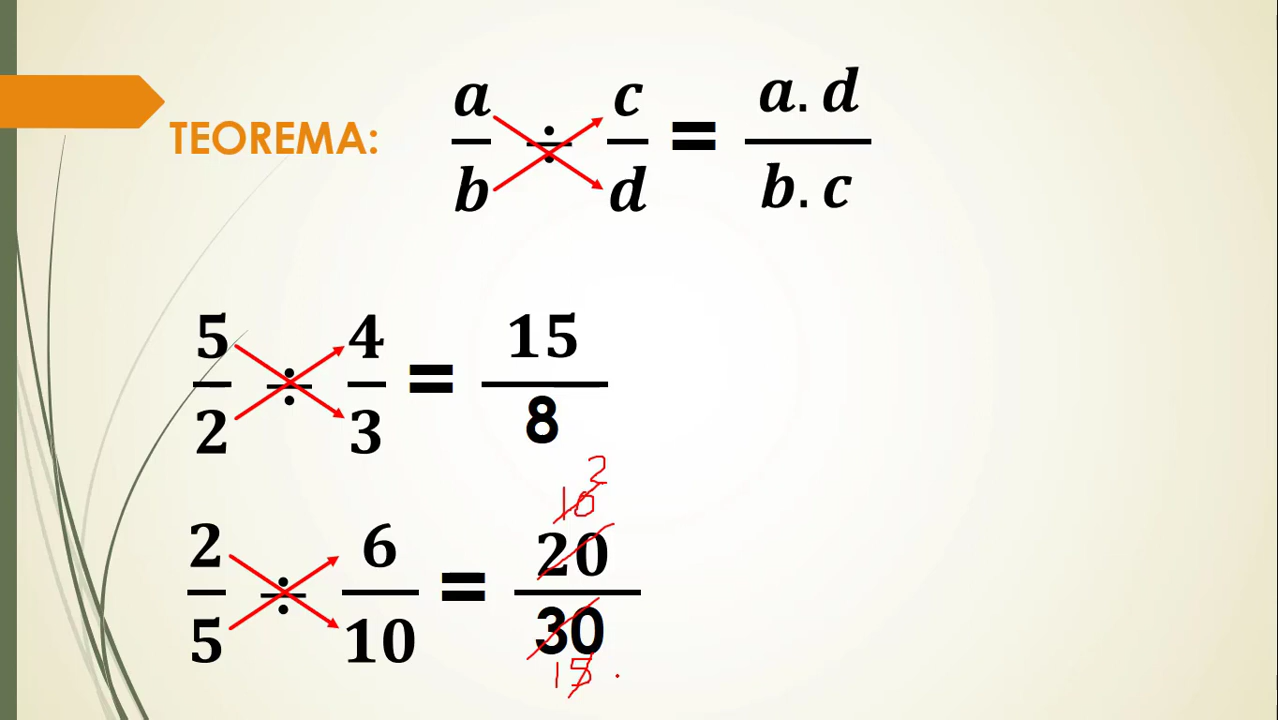 TEOREMA: a/b ÷ c/d = a.d/b.c
5/2 ÷ 4/3 = 15/8
2
10
2/5 ÷ 6/10 = 20/30
15